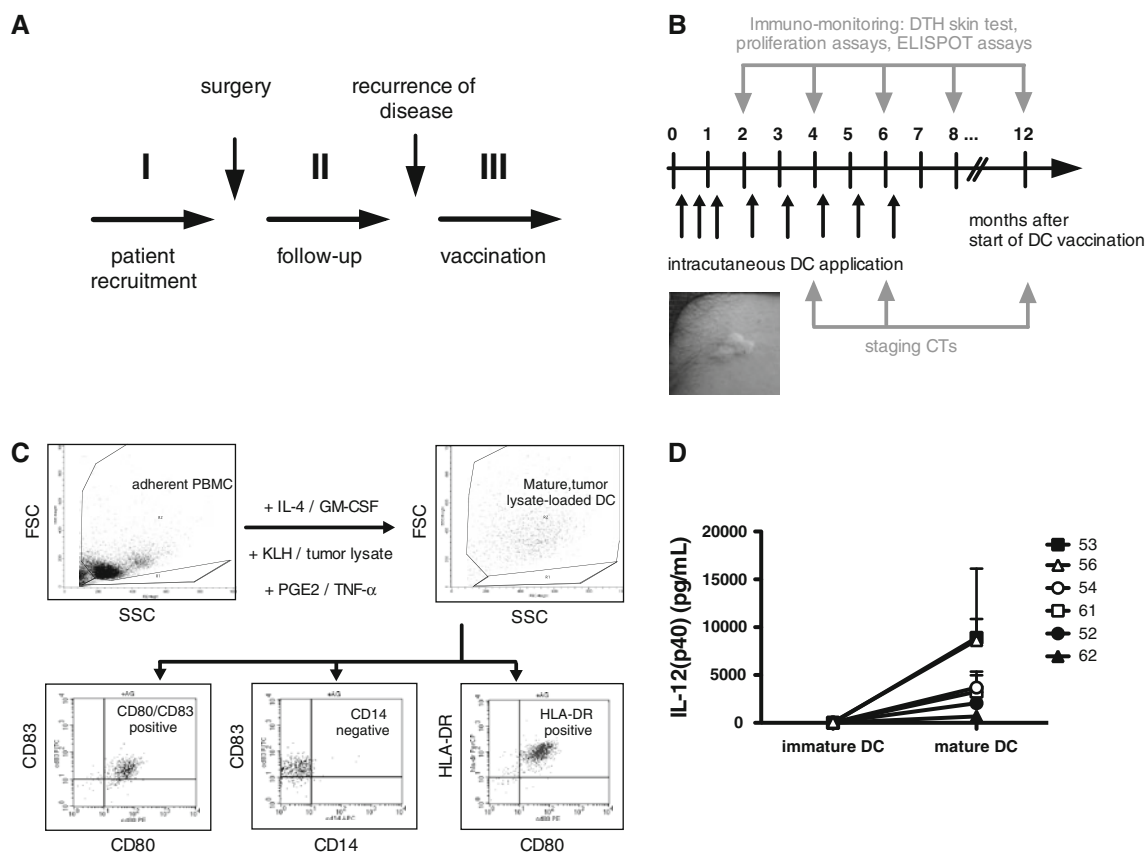 A
surgery
recurrence of
disease
I
II
III
patient
recruitment
follow-up
vaccination
B
Immuno-monitoring: DTH skin test,
proliferation assays, ELISPOT assays
0 1 2 3 4 5 6 7 8 ... 12
months after
start of DC vaccination
intracutaneous DC application
staging CTs
C
FSC
adherent PBMC
SSC
+ IL-4 / GM-CSF
+ KLH / tumor lysate
+ PGE2 / TNF-α
FSC
Mature,tumor
lysate-loaded DC
SSC
CD83
+AG
CD80/CD83
positive
CD80
CD83
+AG
CD14
negative
CD14
HLA-DR
+AG
HLA-DR
positive
CD80
D
IL-12(p40) (pg/mL)
20000
15000
10000
5000
0
immature DC
mature DC
53
56
54
61
52
62